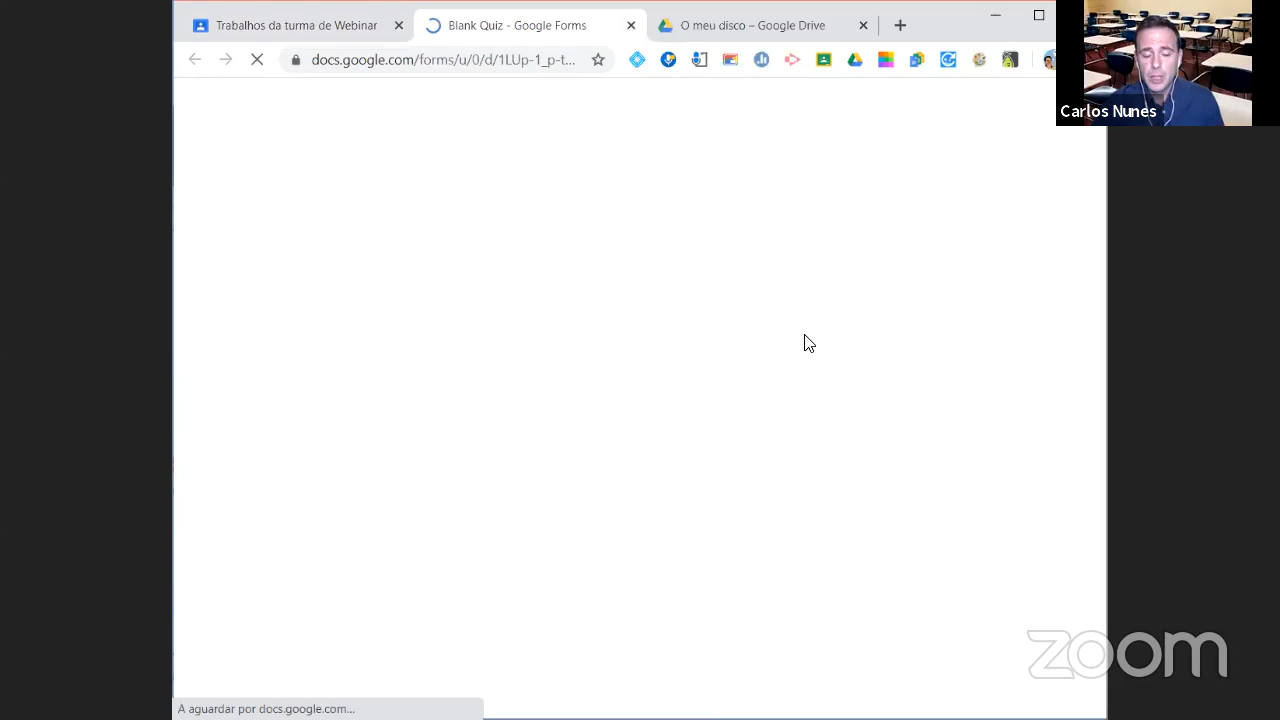 Trabalhos da turma de Webinar
Blank Quiz - Google Forms
O meu disco – Google Drive
docs.google.com/forms/u/0/d/1LUp-1_p-t...
Carlos Nunes
zoom
A aguardar por docs.google.com...